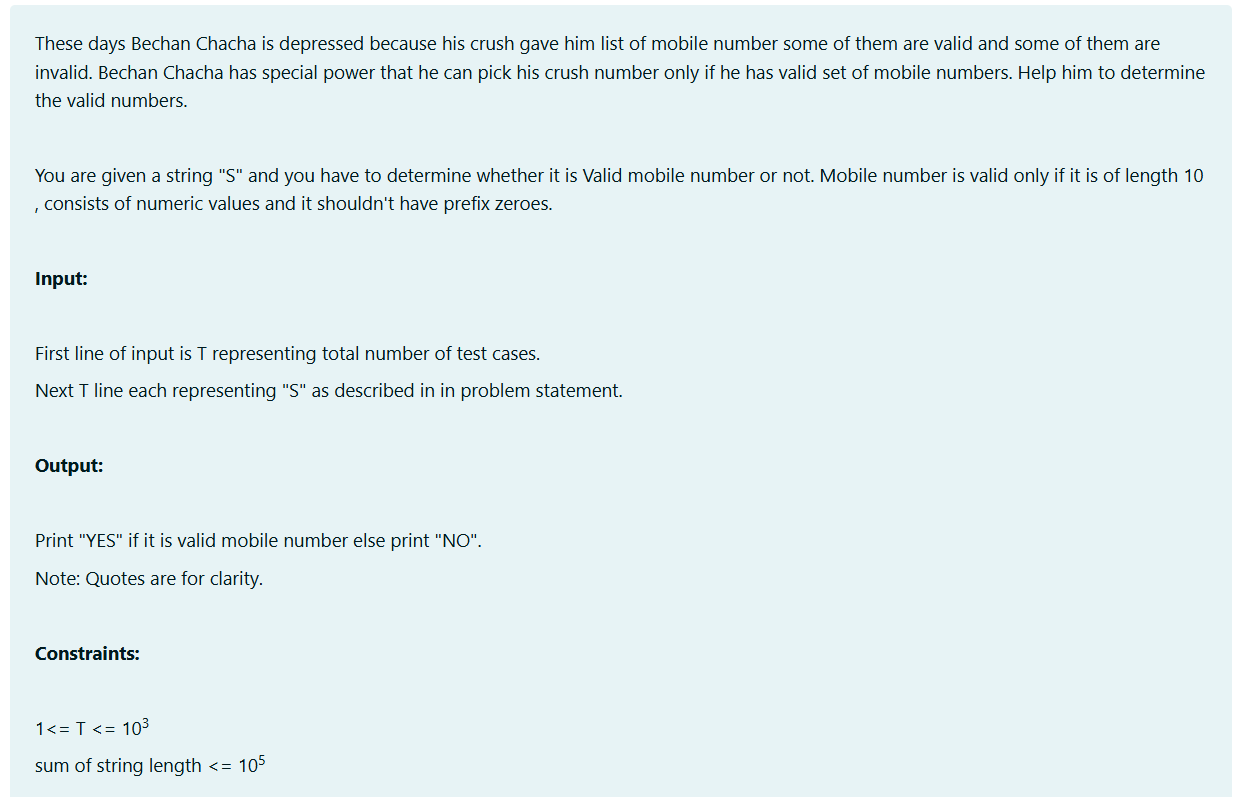 These days Bechan Chacha is depressed because his crush gave him list of mobile number some of them are valid and some of them are
invalid. Bechan Chacha has special power that he can pick his crush number only if he has valid set of mobile numbers. Help him to determine
the valid numbers.
You are given a string "S" and you have to determine whether it is Valid mobile number or not. Mobile number is valid only if it is of length 10
, consists of numeric values and it shouldn't have prefix zeroes.
Input:
First line of input is T representing total number of test cases.
Next T line each representing "S" as described in in problem statement.
Output:
Print "YES" if it is valid mobile number else print "NO".
Note: Quotes are for clarity.
Constraints:
1<= T <= 10³
sum of string length <= 10⁵